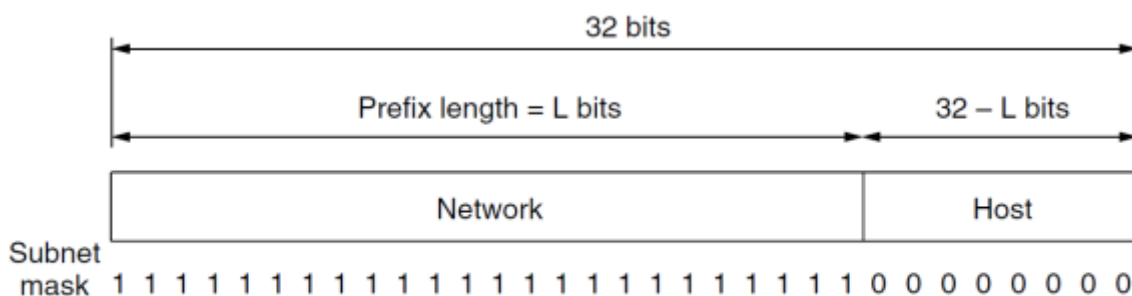 32 bits
Prefix length = L bits 32 – L bits
Network Host
Subnet
mask 1 1 1 1 1 1 1 1 1 1 1 1 1 1 1 1 1 1 1 1 1 1 1 1 0 0 0 0 0 0 0 0